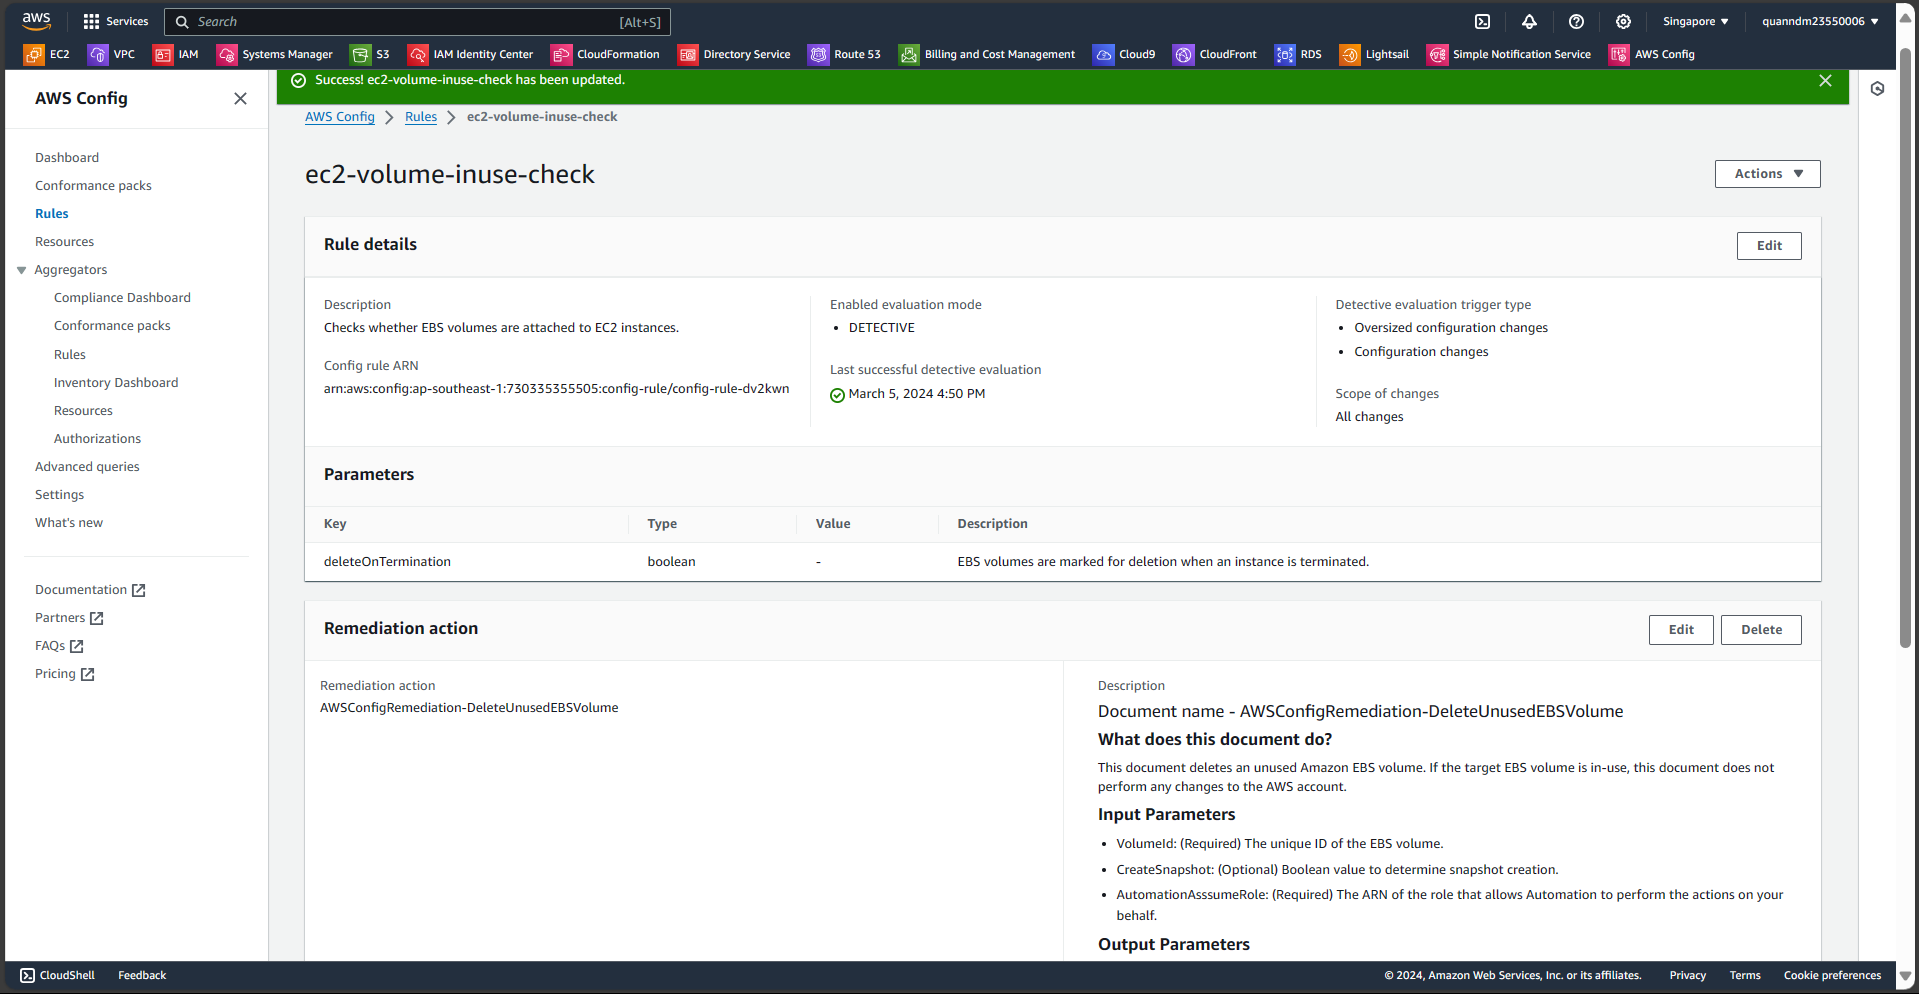 aws
Services
Search
[Alt+S]
Singapore
quanndm23550006
EC2
VPC
IAM
Systems Manager
S3
IAM Identity Center
CloudFormation
Directory Service
Route 53
Billing and Cost Management
Cloud9
CloudFront
RDS
Lightsail
Simple Notification Service
AWS Config
AWS Config
Dashboard
Conformance packs
Rules
Resources
Aggregators
Compliance Dashboard
Conformance packs
Rules
Inventory Dashboard
Resources
Authorizations
Advanced queries
Settings
What's new
Documentation
Partners
FAQs
Pricing
Success! ec2-volume-inuse-check has been updated.
AWS Config
Rules
ec2-volume-inuse-check
ec2-volume-inuse-check
Actions
Rule details
Edit
Description
Checks whether EBS volumes are attached to EC2 instances.
Config rule ARN
arn:aws:config:ap-southeast-1:730335355505:config-rule/config-rule-dv2kwn
Enabled evaluation mode
• DETECTIVE
Last successful detective evaluation
March 5, 2024 4:50 PM
Detective evaluation trigger type
• Oversized configuration changes
• Configuration changes
Scope of changes
All changes
Parameters
Key
Type
Value
Description
deleteOnTermination
boolean
-
EBS volumes are marked for deletion when an instance is terminated.
Remediation action
Edit
Delete
Remediation action
AWSConfigRemediation-DeleteUnusedEBSVolume
Description
Document name - AWSConfigRemediation-DeleteUnusedEBSVolume
What does this document do?
This document deletes an unused Amazon EBS volume. If the target EBS volume is in-use, this document does not
perform any changes to the AWS account.
Input Parameters
• VolumeId: (Required) The unique ID of the EBS volume.
• CreateSnapshot: (Optional) Boolean value to determine snapshot creation.
• AutomationAsssumeRole: (Required) The ARN of the role that allows Automation to perform the actions on your
behalf.
Output Parameters
CloudShell
Feedback
© 2024, Amazon Web Services, Inc. or its affiliates.
Privacy
Terms
Cookie preferences